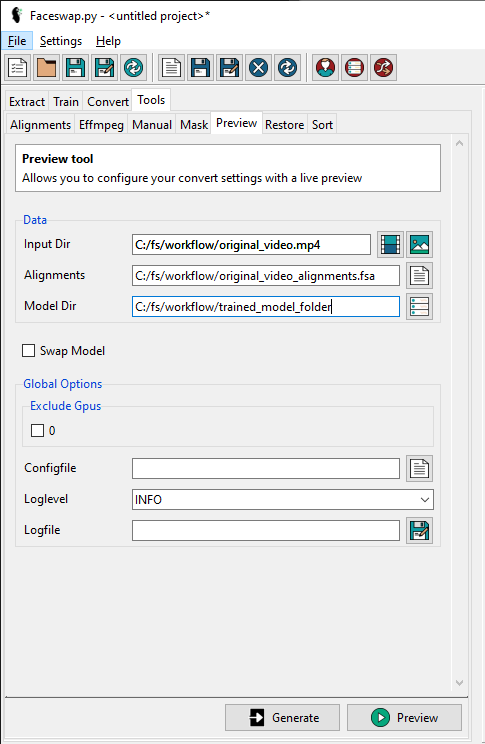 Faceswap.py - <untitled project>*
File Settings Help
Extract Train Convert Tools
Alignments Effmpeg Manual Mask Preview Restore Sort
Preview tool
Allows you to configure your convert settings with a live preview
Data
Input Dir C:/fs/workflow/original_video.mp4
Alignments C:/fs/workflow/original_video_alignments.fsa
Model Dir C:/fs/workflow/trained_model_folder
Swap Model
Global Options
Exclude Gpus
0
Configfile
Loglevel INFO
Logfile
Generate Preview